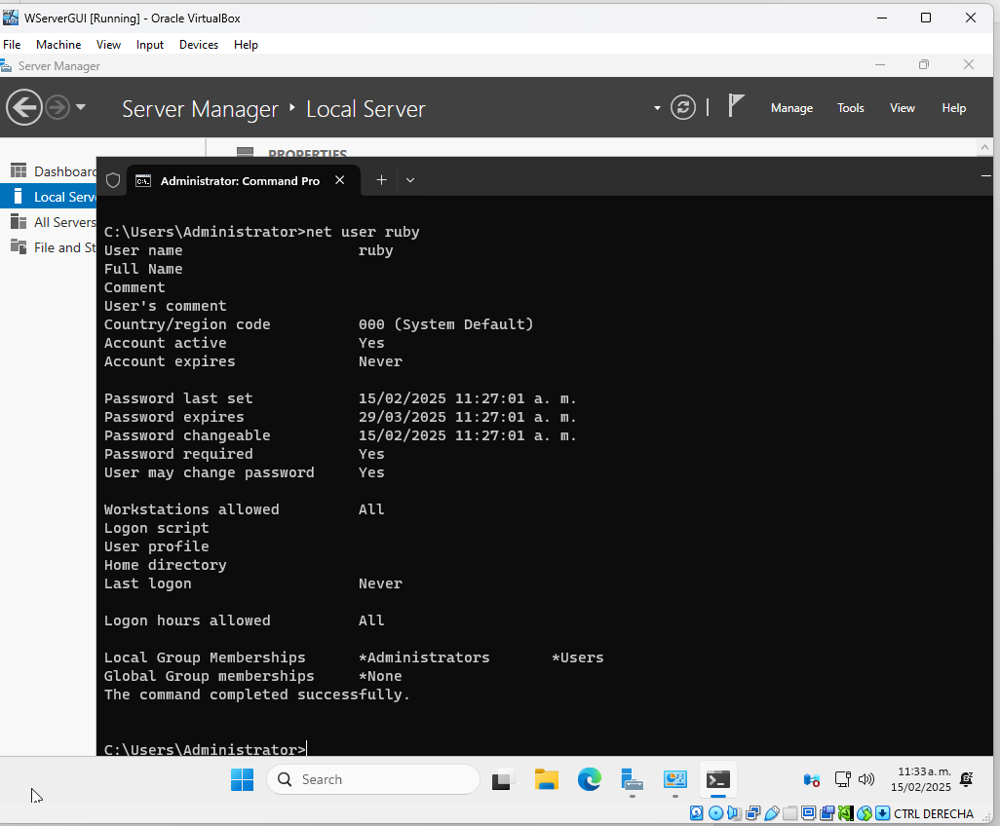 WServerGUI [Running] - Oracle VirtualBox
File Machine View Input Devices Help
Server Manager
Server Manager ‣ Local Server
Manage Tools View Help
PROPERTIES
Dashboard
Local Serv
All Servers
File and St
Administrator: Command Pro
C:\Users\Administrator>net user ruby
User name ruby
Full Name
Comment
User's comment
Country/region code 000 (System Default)
Account active Yes
Account expires Never
Password last set 15/02/2025 11:27:01 a. m.
Password expires 29/03/2025 11:27:01 a. m.
Password changeable 15/02/2025 11:27:01 a. m.
Password required Yes
User may change password Yes
Workstations allowed All
Logon script
User profile
Home directory
Last logon Never
Logon hours allowed All
Local Group Memberships *Administrators *Users
Global Group memberships *None
The command completed successfully.
C:\Users\Administrator>
Search
11:33 a. m.
15/02/2025
CTRL DERECHA